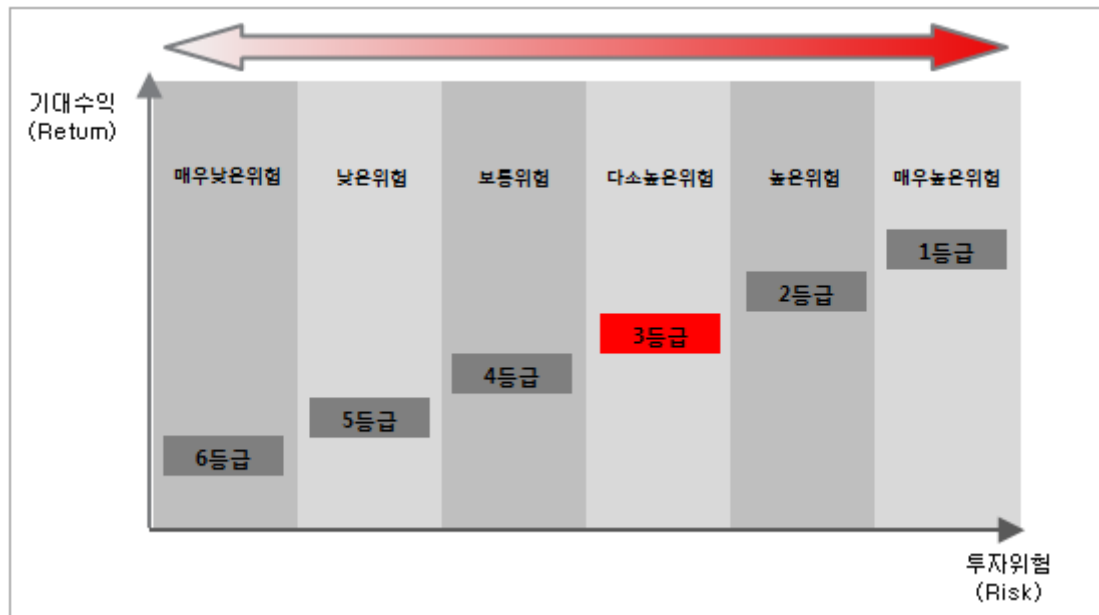 기대수익
(Return)
매우낮은위험
낮은위험
보통위험
다소높은위험
높은위험
매우높은위험
1등급
2등급
3등급
4등급
5등급
6등급
투자위험
(Risk)